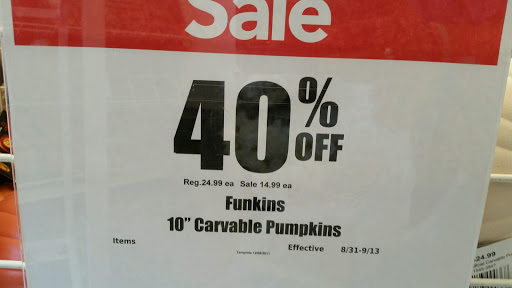 Sale
40% OFF
Reg.24.99 ea Sale 14.99 ea
Funkins
10" Carvable Pumpkins
Items Effective 8/31-9/13
24.99